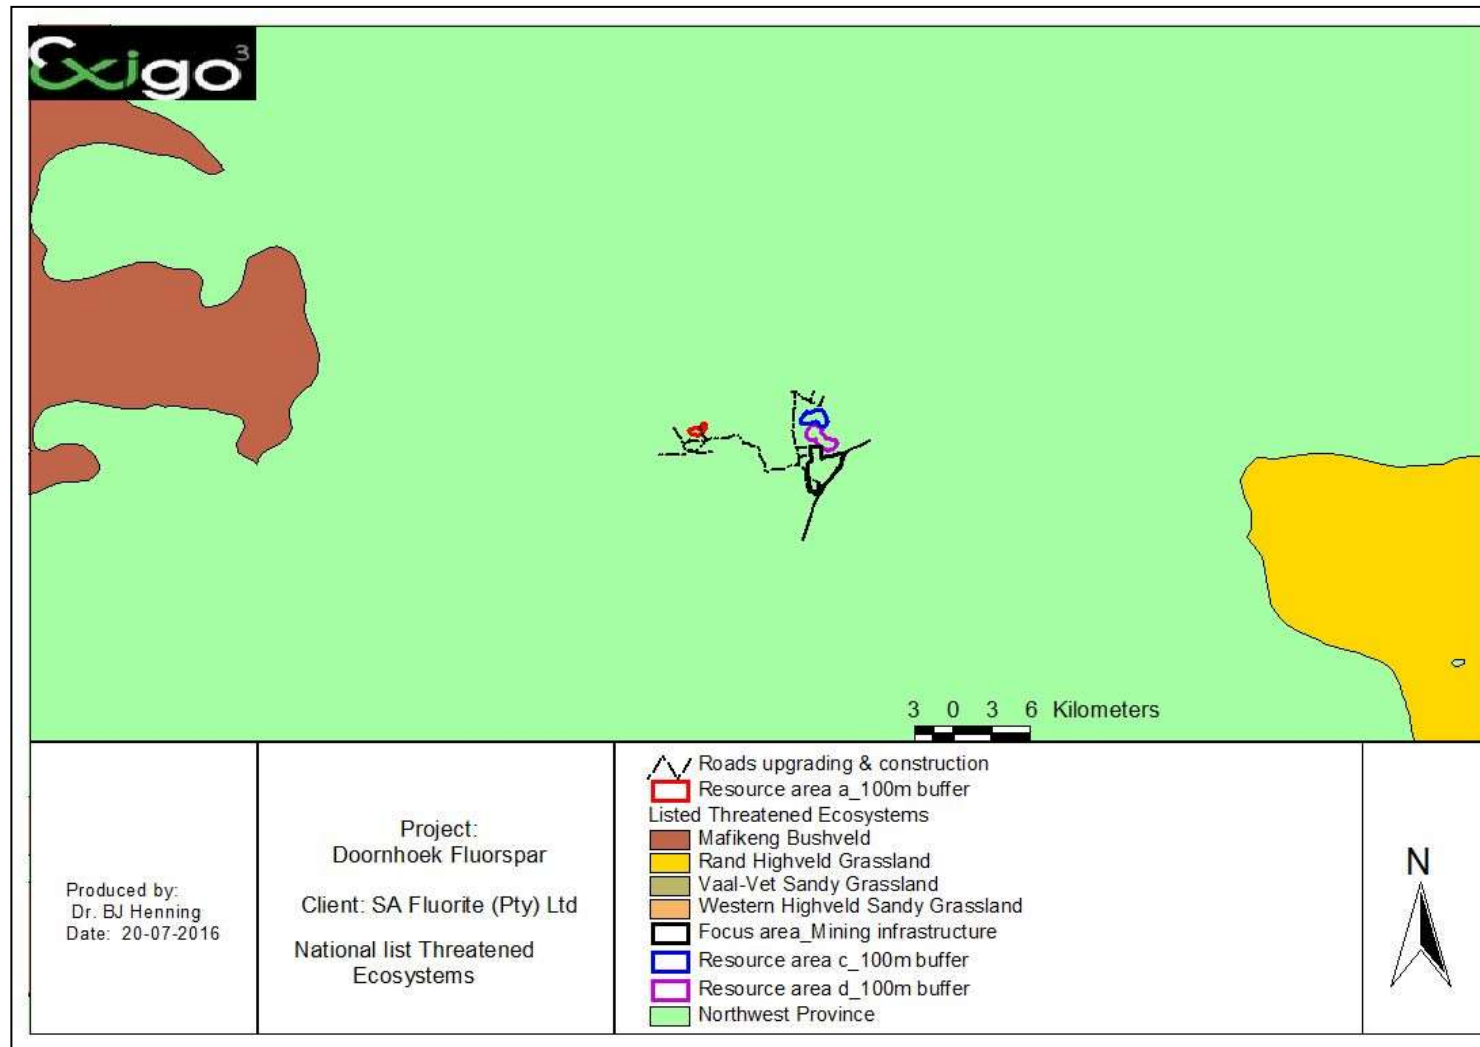 Exigo³
3 0 3 6 Kilometers
Produced by:
Dr. BJ Henning
Date: 20-07-2016
Project:
Doornhoek Fluorspar
Client: SA Fluorite (Pty) Ltd
National list Threatened
Ecosystems
Roads upgrading & construction
Resource area a_100m buffer
Listed Threatened Ecosystems
Mafikeng Bushveld
Rand Highveld Grassland
Vaal-Vet Sandy Grassland
Western Highveld Sandy Grassland
Focus area_Mining infrastructure
Resource area c_100m buffer
Resource area d_100m buffer
Northwest Province
N